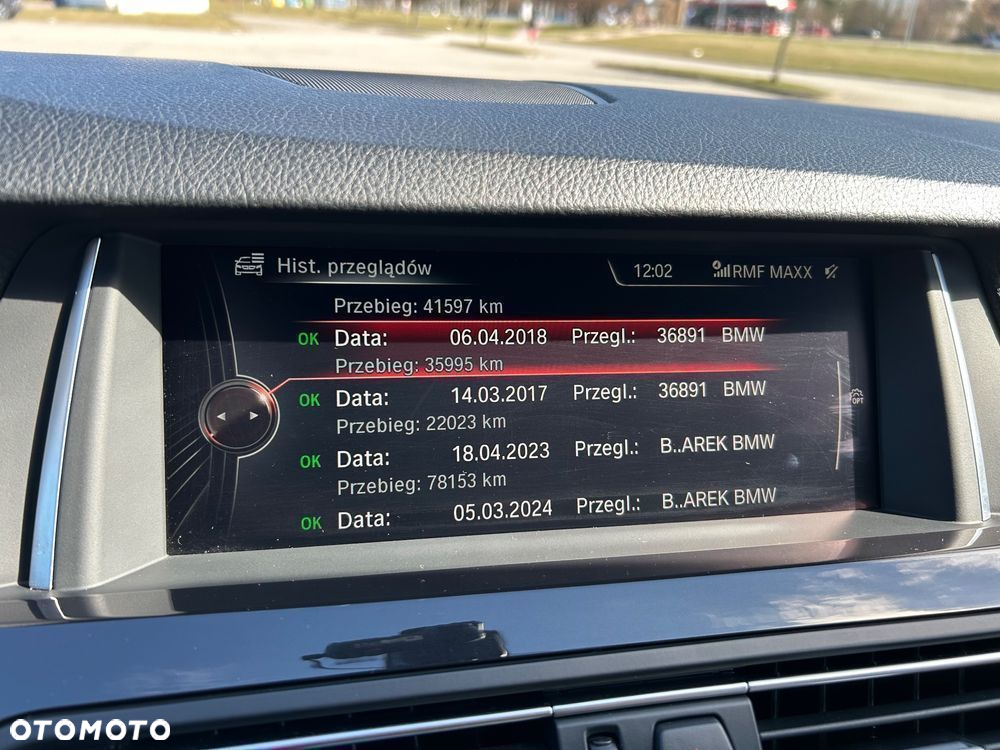 Hist. przeglądów 12:02 RMF MAXX
Przebieg: 41597 km
OK Data: 06.04.2018 Przegl.: 36891 BMW
Przebieg: 35995 km
OK Data: 14.03.2017 Przegl.: 36891 BMW
Przebieg: 22023 km
OK Data: 18.04.2023 Przegl.: B..AREK BMW
Przebieg: 78153 km
OK Data: 05.03.2024 Przegl.: B..AREK BMW
OPT
OTOMOTO